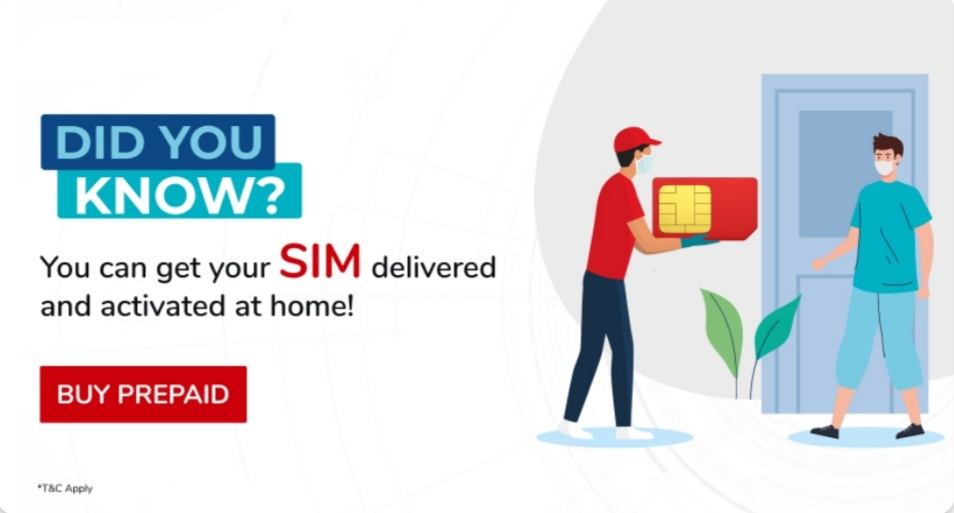 DID YOU
KNOW?
You can get your SIM delivered
and activated at home!
BUY PREPAID
*T&C Apply